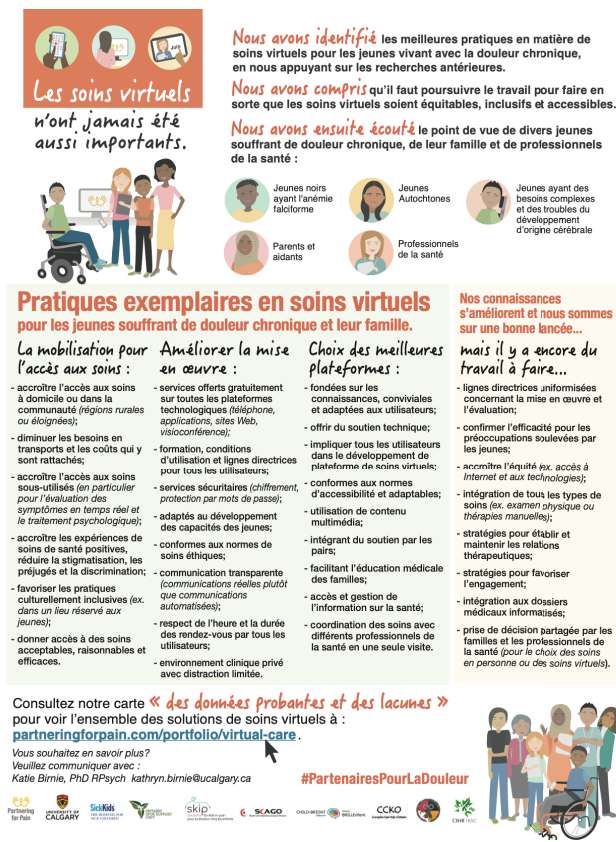 Join
Les soins virtuels
n'ont jamais été
aussi importants.
Nous avons identifié les meilleures pratiques en matière de
soins virtuels pour les jeunes vivant avec la douleur chronique,
en nous appuyant sur les recherches antérieures.
Nous avons compris qu'il faut poursuivre le travail pour faire en
sorte que les soins virtuels soient équitables, inclusifs et accessibles.
Nous avons ensuite écouté le point de vue de divers jeunes
souffrant de douleur chronique, de leur famille et de professionnels
de la santé :
Jeunes noirs
ayant l'anémie
falciforme
Jeunes
Autochtones
Jeunes ayant des
besoins complexes
et des troubles du
développement
d'origine cérébrale
Parents et
aidants
Professionnels
de la santé
Pratiques exemplaires en soins virtuels
pour les jeunes souffrant de douleur chronique et leur famille.
La mobilisation pour
l'accès aux soins :
- accroître l'accès aux soins
à domicile ou dans la
communauté (régions rurales
ou éloignées);
- diminuer les besoins en
transports et les coûts qui y
sont rattachés;
- accroître l'accès aux soins
sous-utilisés (en particulier
pour l'évaluation des
symptômes en temps réel et
le traitement psychologique);
- accroître les expériences de
soins de santé positives,
réduire la stigmatisation, les
préjugés et la discrimination;
- favoriser les pratiques
culturellement inclusives (ex.
dans un lieu réservé aux
jeunes);
- donner accès à des soins
acceptables, raisonnables et
efficaces.
Améliorer la mise
en œuvre :
- services offerts gratuitement
sur toutes les plateformes
technologiques (téléphone,
applications, sites Web,
visioconférence);
- formation, conditions
d'utilisation et lignes directrices
pour tous les utilisateurs;
- services sécuritaires (chiffrement,
protection par mots de passe);
- adaptés au développement
des capacités des jeunes;
- conformes aux normes de
soins éthiques;
- communication transparente
(communications réelles plutôt
que communications
automatisées);
- respect de l'heure et la durée
des rendez-vous par tous les
utilisateurs;
- environnement clinique privé
avec distraction limitée.
Choix des meilleures
plateformes :
- fondées sur les
connaissances, conviviales
et adaptées aux utilisateurs;
- offrir du soutien technique;
- impliquer tous les utilisateurs
dans le développement de
plateforme de soins virtuels;
- conformes aux normes
d'accessibilité et adaptables;
- utilisation de contenu
multimédia;
- intégrant du soutien par les
pairs;
- facilitant l'éducation médicale
des familles;
- accès et gestion de
l'information sur la santé;
- coordination des soins avec
différents professionnels de
la santé en une seule visite.
Nos connaissances
s'améliorent et nous sommes
sur une bonne lancée...
mais il y a encore du
travail à faire...
- lignes directrices uniformisées
concernant la mise en œuvre et
l'évaluation;
- confirmer l'efficacité pour les
préoccupations soulevées par
les jeunes;
- accroître l'équité (ex. accès à
Internet et aux technologies);
- intégration de tous les types de
soins (ex. examen physique ou
thérapies manuelles);
- stratégies pour établir et
maintenir les relations
thérapeutiques;
- stratégies pour favoriser
l'engagement;
- intégration aux dossiers
médicaux informatisés;
- prise de décision partagée par les
familles et les professionnels de
la santé (pour le choix des soins
en personne ou des soins virtuels).
Consultez notre carte « des données probantes et des lacunes »
pour voir l'ensemble des solutions de soins virtuels à :
partneringforpain.com/portfolio/virtual-care.
Vous souhaitez en savoir plus?
Veuillez communiquer avec :
Katie Birnie, PhD RPsych kathryn.birnie@ucalgary.ca
#PartenairesPourLaDouleur
Partnering
For Pain
UNIVERSITY OF
CALGARY
SickKids
THE HOSPITAL FOR
SICK CHILDREN
ONTARIO
SPOR SUPPORT
UNIT
skip
SCAGO
CHILD-BRIGHT
BRILLEnfant
CCKO
CIHR IRSC